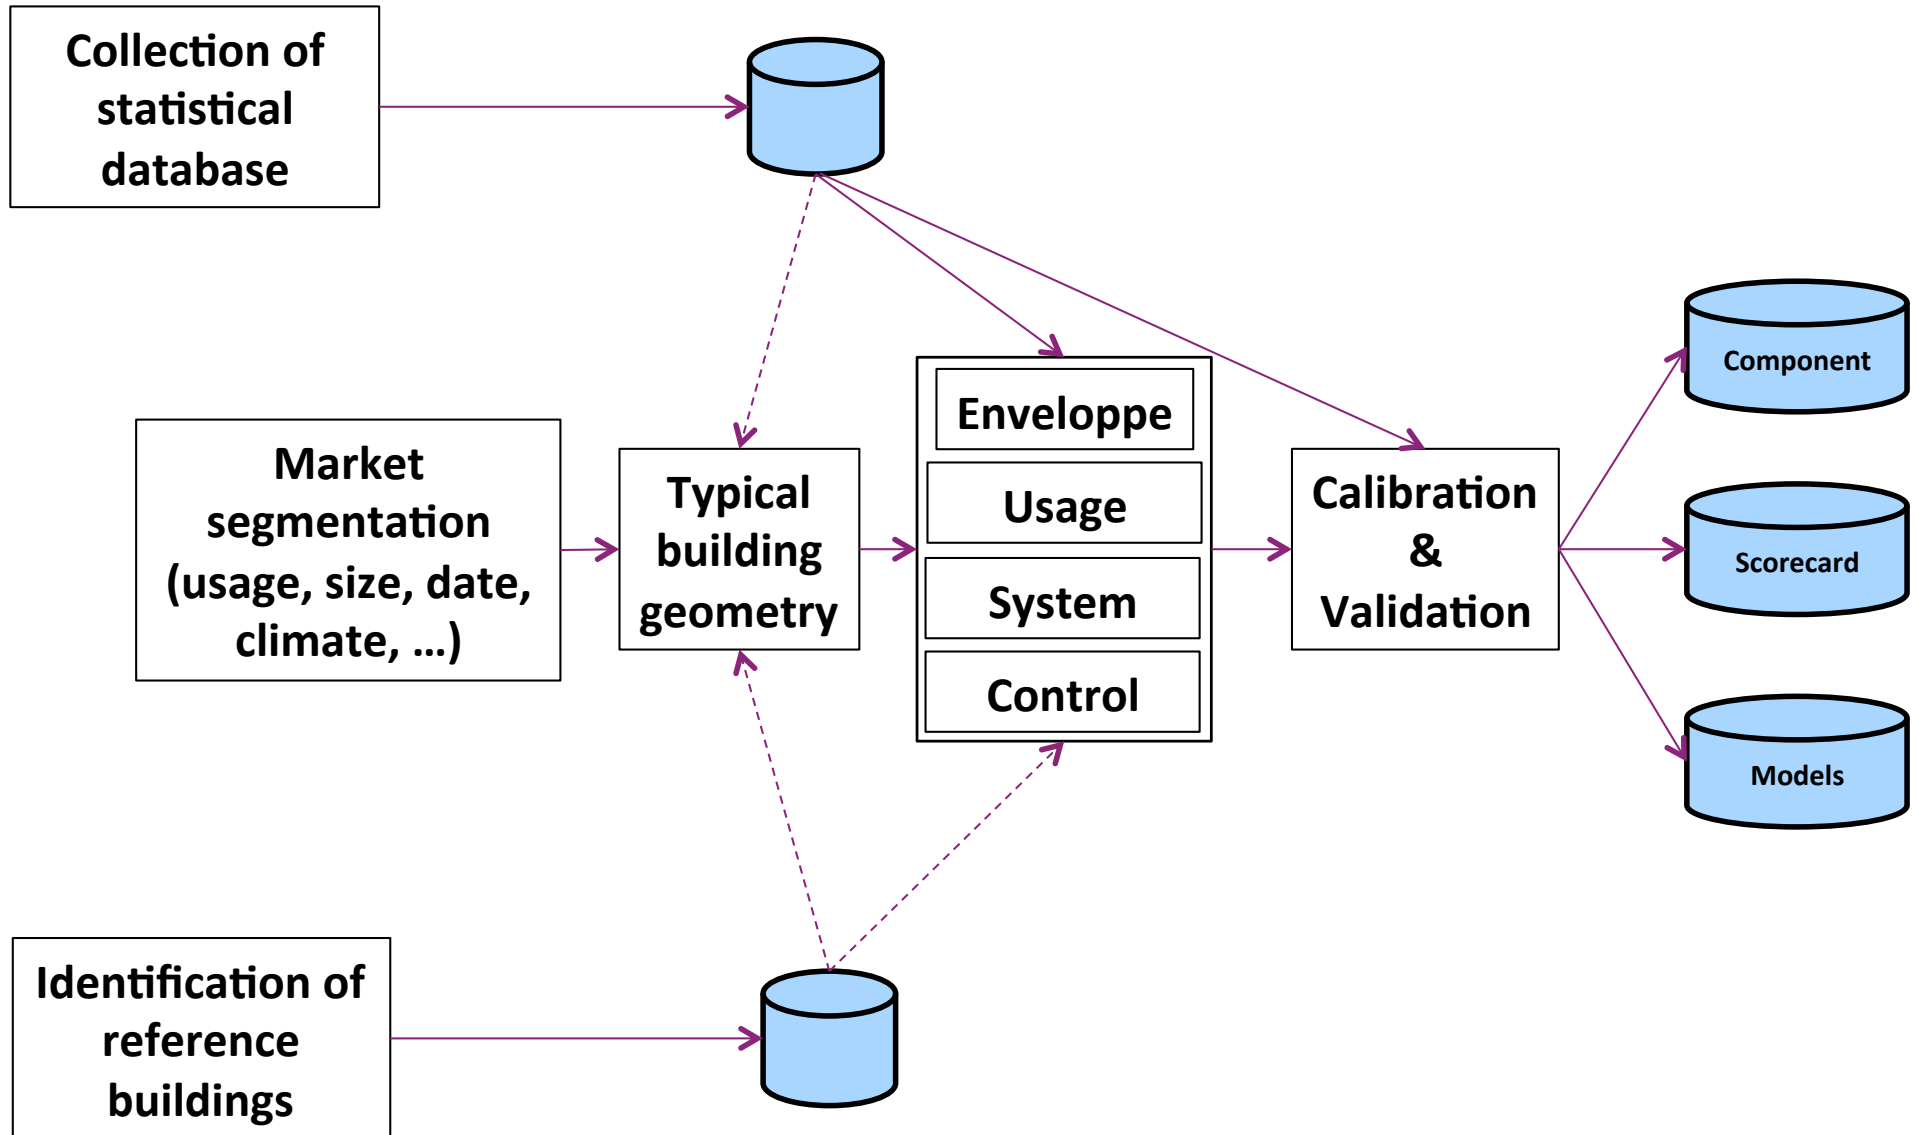 Collection of
statistical
database
Market
segmentation
(usage, size, date,
climate, ...)
Typical
building
geometry
Enveloppe
Usage
System
Control
Calibration
&
Validation
Component
Scorecard
Models
Identification of
reference
buildings